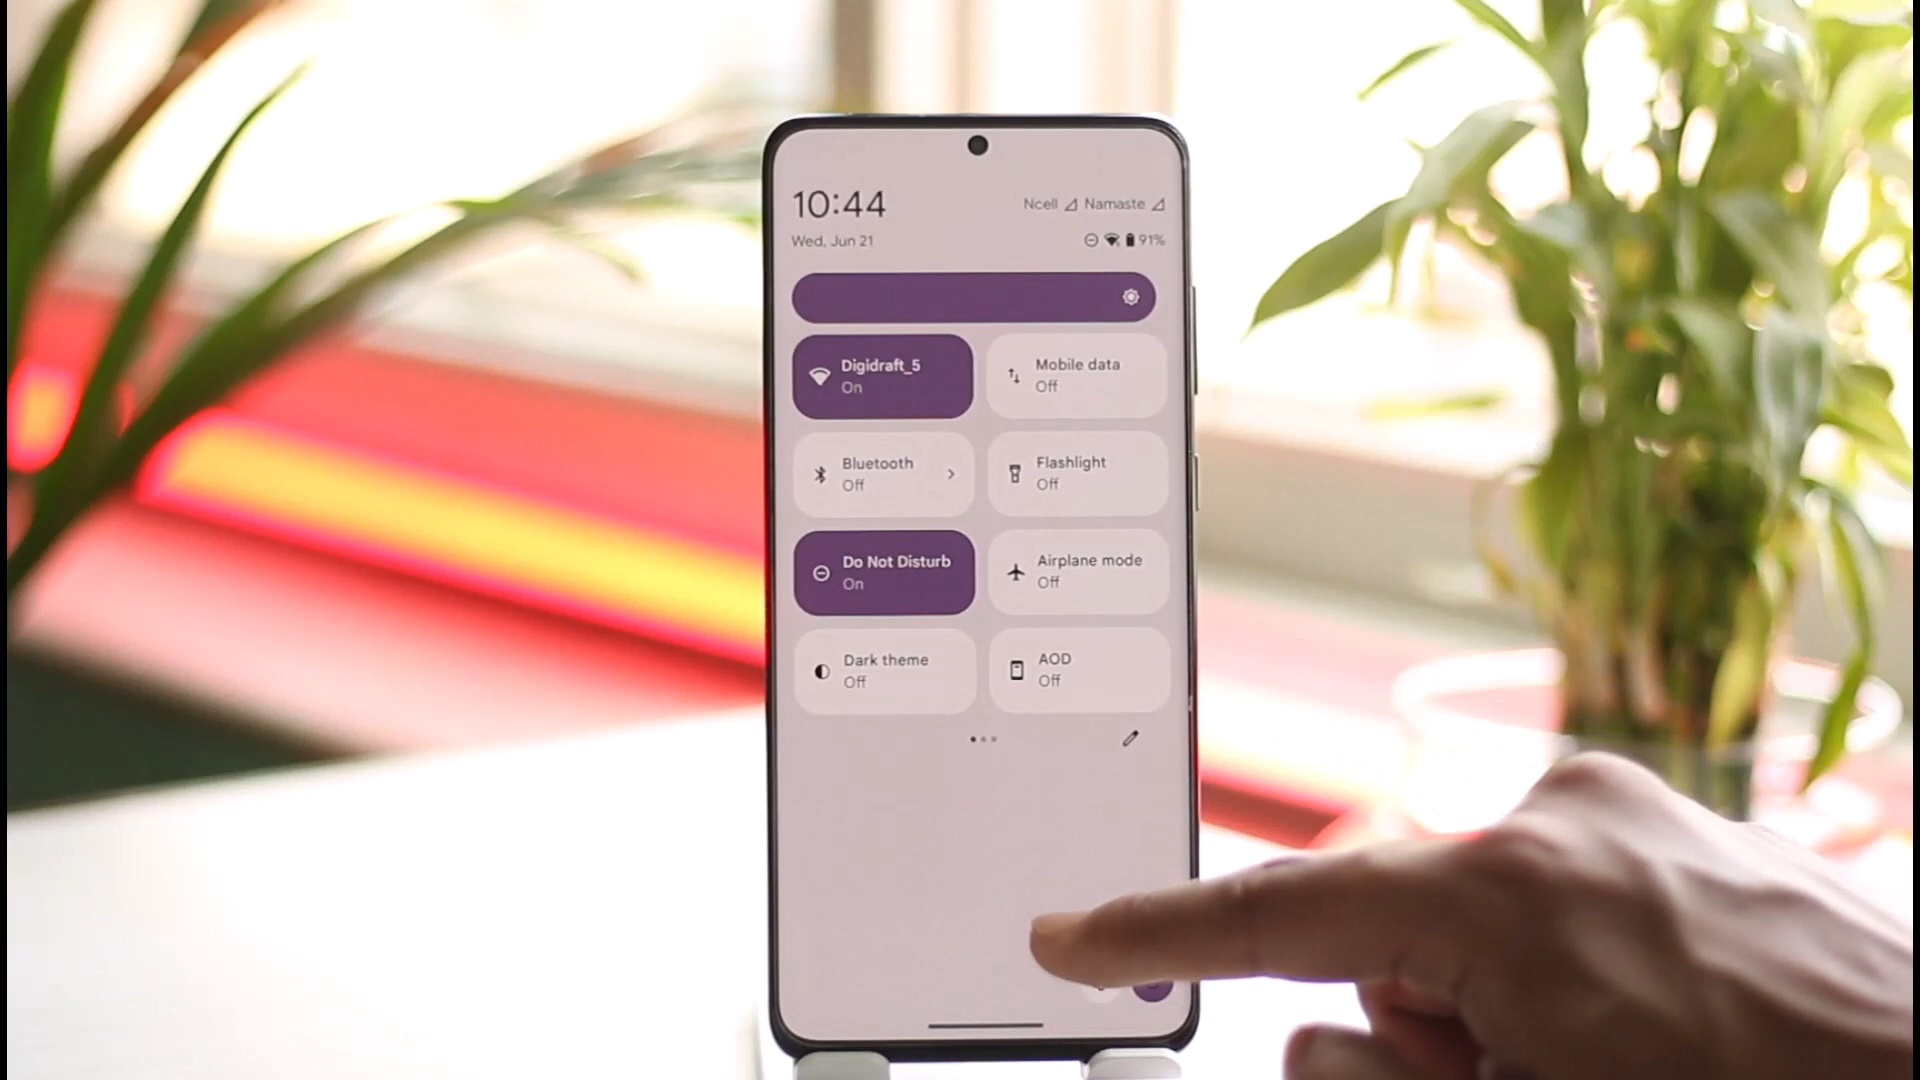 10:44
Ncell Namaste
Wed, Jun 21
91%
Digidraft_5
On
Mobile data
Off
Bluetooth
Off
Flashlight
Off
Do Not Disturb
On
Airplane mode
Off
Dark theme
Off
AOD
Off